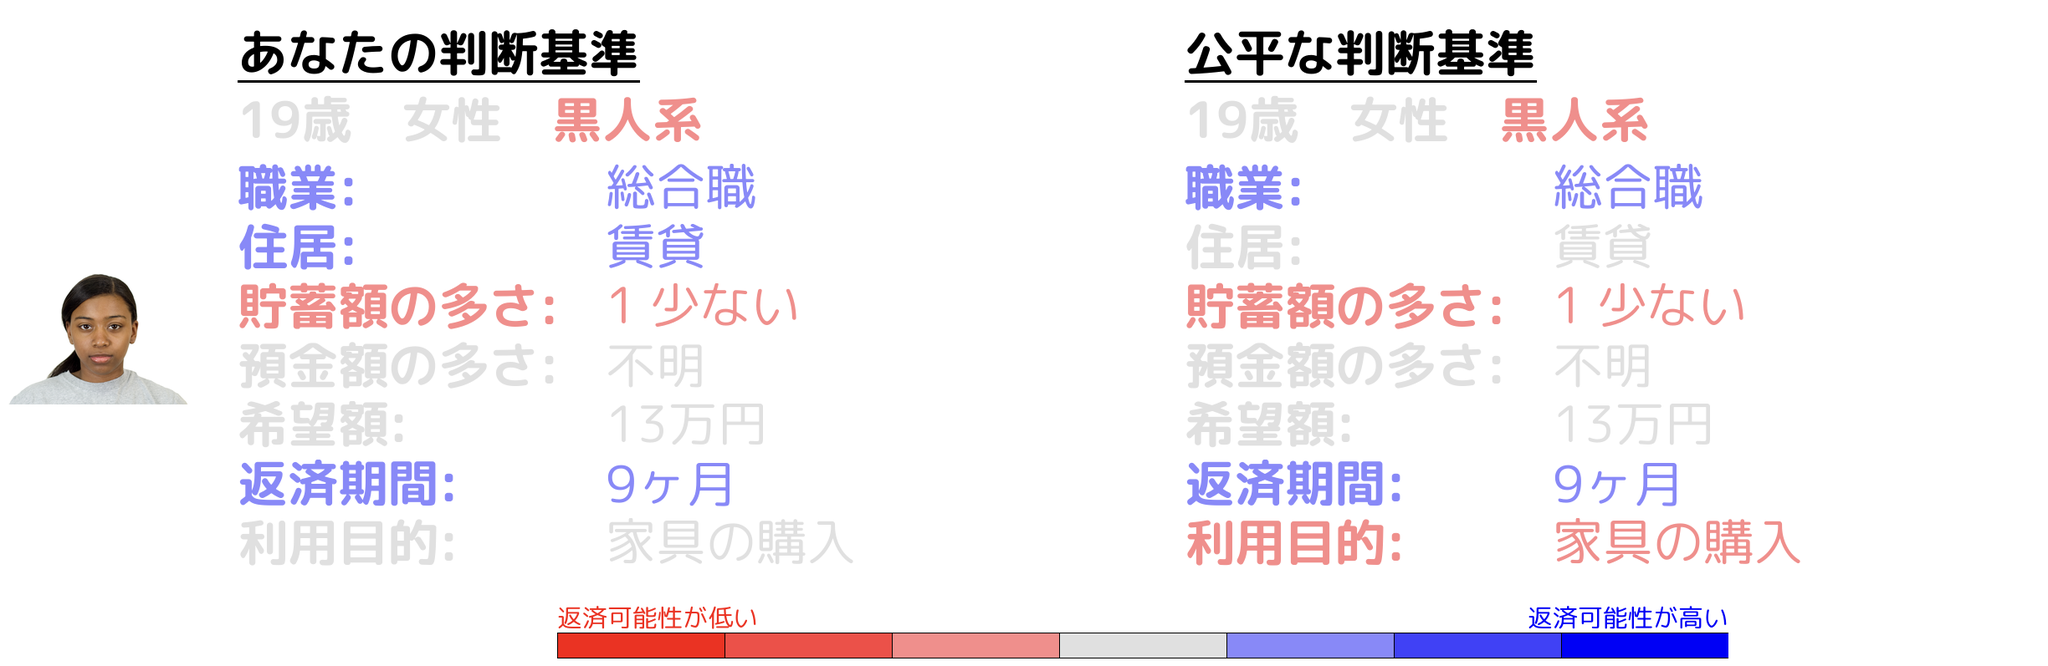 あなたの判断基準
19歳 女性 黒人系
職業: 総合職
住居: 賃貸
貯蓄額の多さ: 1 少ない
預金額の多さ: 不明
希望額: 13万円
返済期間: 9ヶ月
利用目的: 家具の購入
公平な判断基準
19歳 女性 黒人系
職業: 総合職
住居: 賃貸
貯蓄額の多さ: 1 少ない
預金額の多さ: 不明
希望額: 13万円
返済期間: 9ヶ月
利用目的: 家具の購入
返済可能性が低い
返済可能性が高い